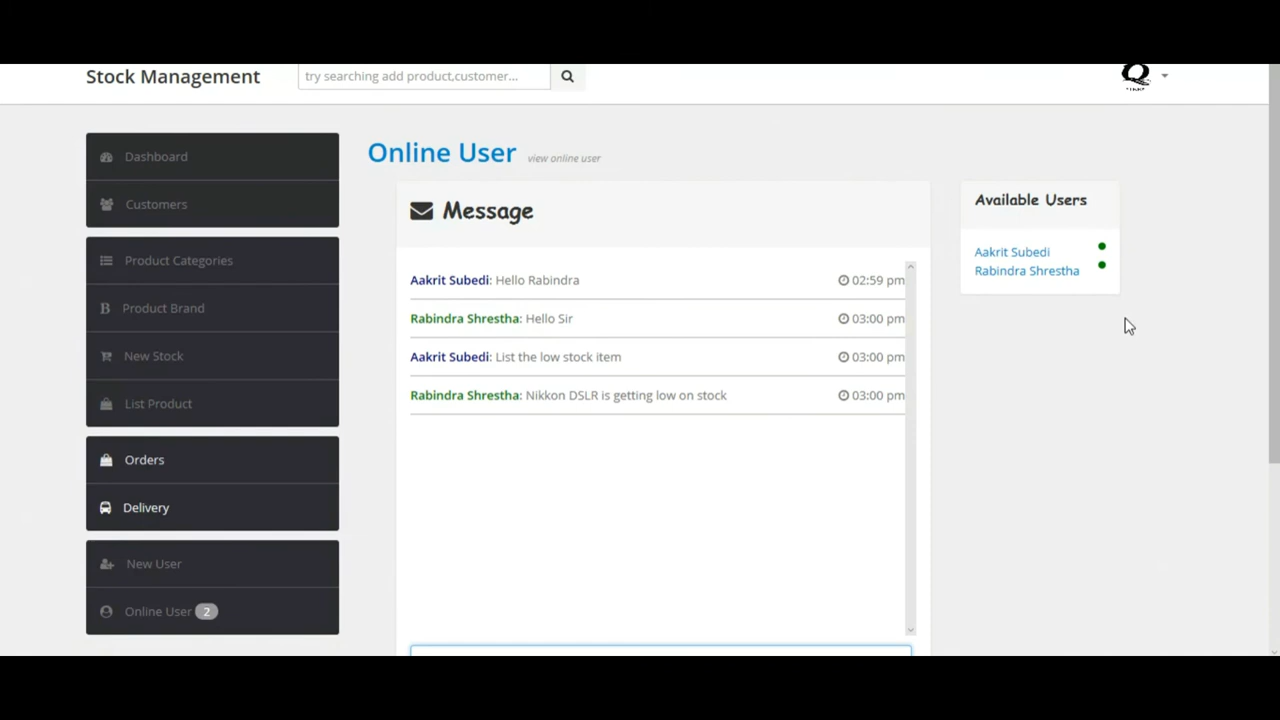 Stock Management
try searching add product,customer...
Dashboard
Customers
Product Categories
Product Brand
New Stock
List Product
Orders
Delivery
New User
Online User 2
Online User view online user
Message
Aakrit Subedi: Hello Rabindra 02:59 pm
Rabindra Shrestha: Hello Sir 03:00 pm
Aakrit Subedi: List the low stock item 03:00 pm
Rabindra Shrestha: Nikkon DSLR is getting low on stock 03:00 pm
Available Users
Aakrit Subedi
Rabindra Shrestha